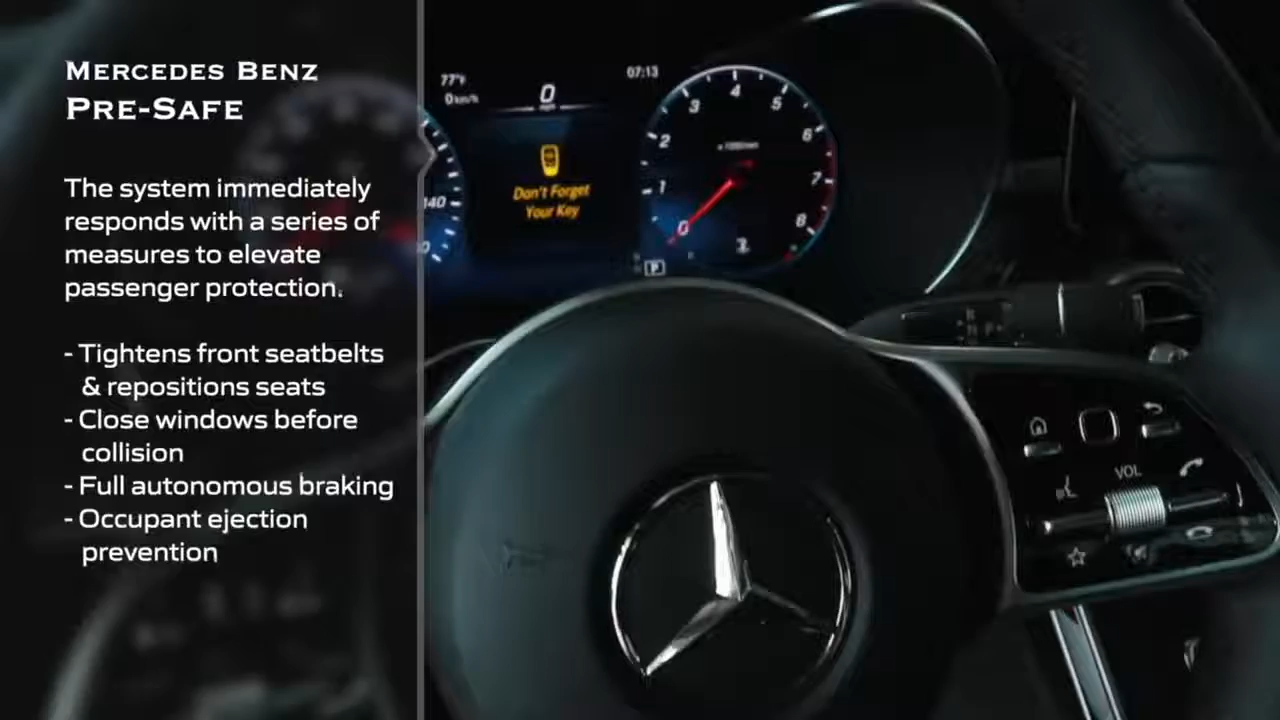 MERCEDES BENZ
PRE-SAFE
The system immediately
responds with a series of
measures to elevate
passenger protection.
- Tightens front seatbelts
& repositions seats
- Close windows before
collision
- Full autonomous braking
- Occupant ejection
prevention
77°F
0 km/h
0
mph
07:13
Don't Forget
Your Key
140
0
1
2
3
4
5
6
7
8
P
R
N P
VOL